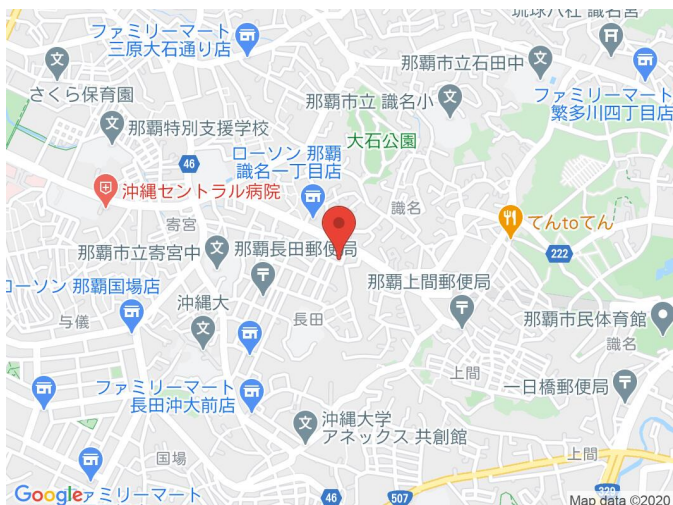 琉球八社 識名宮
ファミリーマート
三原大石通り店
那覇市立石田中
さくら保育園
那覇市立 識名小
ファミリーマート
繁多川四丁目店
那覇特別支援学校
大石公園
46
ローソン 那覇
識名一丁目店
沖縄セントラル病院
識名
寄宮
てんtoてん
那覇市立寄宮中
那覇長田郵便局
222
ローソン 那覇国場店
那覇上間郵便局
沖縄大
与儀
長田
那覇市民体育館
識名
上間
ファミリーマート
長田沖大前店
一日橋郵便局
沖縄大学
アネックス 共創館
国場
上間
Google
ファミリーマート
46
507
329
Map data ©2020